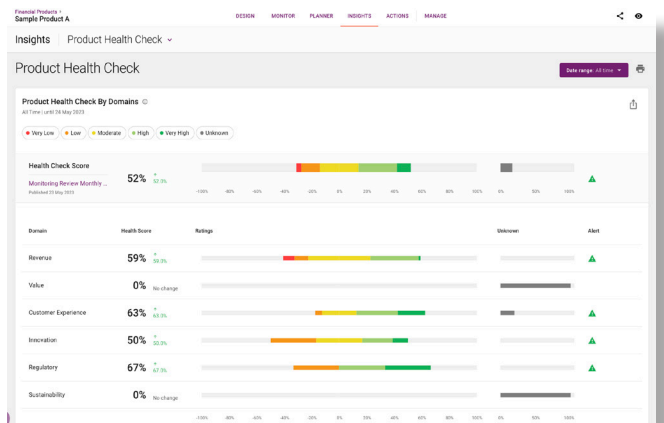 Financial Products ›
Sample Product A
DESIGN MONITOR PLANNER INSIGHTS ACTIONS MANAGE
Insights Product Health Check
Product Health Check
Date range: All time
Product Health Check By Domains
All Time | until 24 May 2023
Very Low Low Moderate High Very High Unknown
Health Check Score
52% 52.0%
Monitoring Review Monthly ...
Published 23 May 2023
-100% -80% -60% -40% -20% 0% 20% 40% 60% 80% 100% 0% 50% 100%
Domain Health Score Ratings Unknown Alert
Revenue 59% 59.0%
Value 0% No change
Customer Experience 63% 63.0%
Innovation 50% 50.0%
Regulatory 67% 67.0%
Sustainability 0% No change
-100% -80% -60% -40% -20% 0% 20% 40% 60% 80% 100% 0% 50% 100%